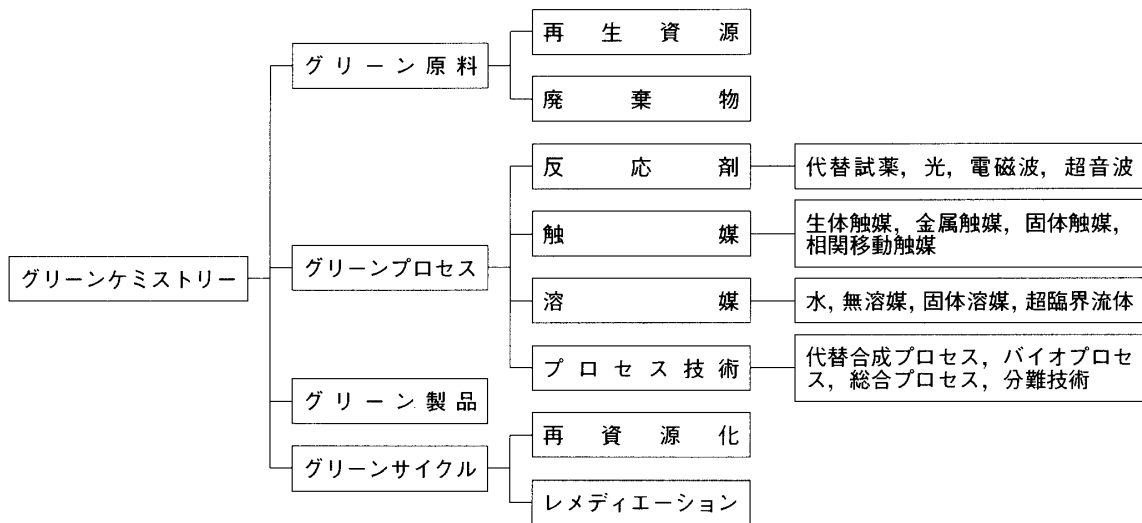 再生資源
グリーン原料
廃棄物
反応剤
代替試薬，光，電磁波，超音波
触媒
生体触媒，金属触媒，固体触媒，
相関移動触媒
グリーンケミストリー
グリーンプロセス
溶媒
水，無溶媒，固体溶媒，超臨界流体
プロセス技術
代替合成プロセス，バイオプロセ
ス，総合プロセス，分難技術
グリーン製品
再資源化
グリーンサイクル
レメディエーション